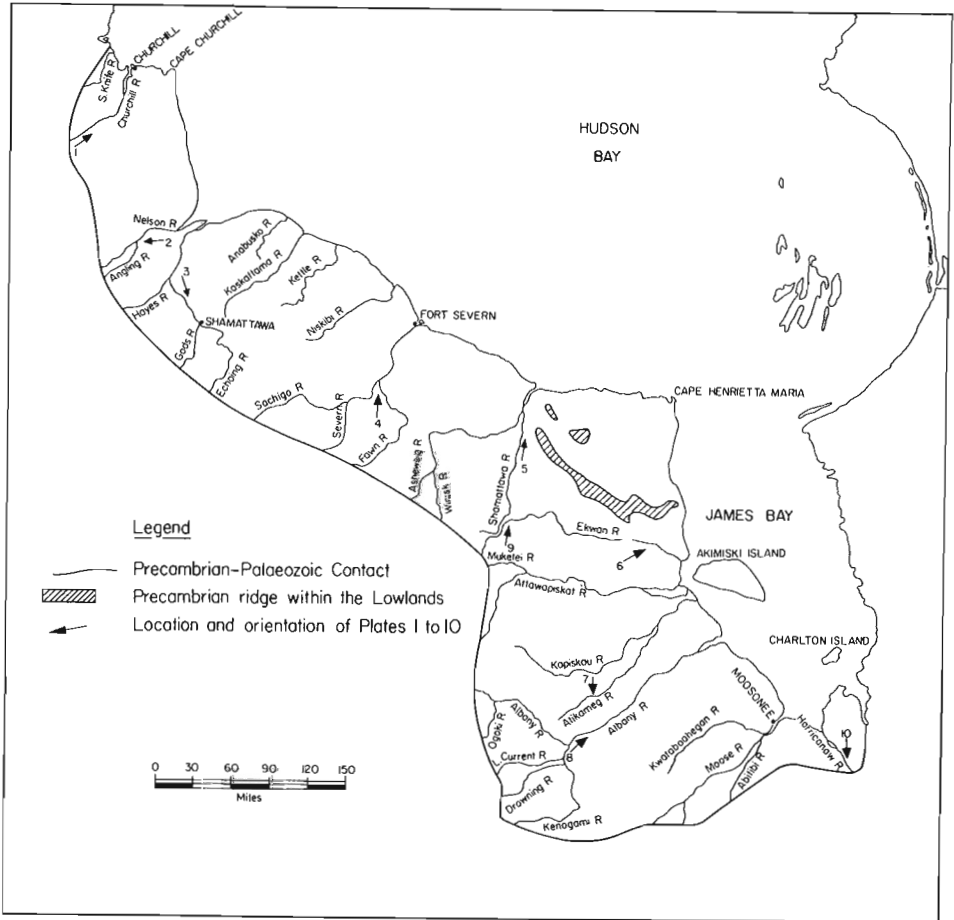 CHURCHILL
CAPE CHURCHILL
S. Knife R
Churchill R
1
HUDSON
BAY
Nelson R
2
Angling R
3
Hayes R
SHAMATTAWA
Gods R
Echoing R
Anabusko R
Kaskattama R
Kettle R
Niskibi R
FORT SEVERN
Sachigo R
Severn R
4
Fawn R
Asheweig R
Winisk R
CAPE HENRIETTA MARIA
Shamattawa R
5
JAMES BAY
Ekwan R
9
6
AKIMISKI ISLAND
Muketei R
Attawapiskat R
CHARLTON ISLAND
Kapiskau R
7
Atikameg R
MOOSONEE
Albany R
Albany R
Ogoki R
Current R
8
Kwataboahegan R
Moose R
Abitibi R
Harricanaw R
10
Drowning R
Kenogami R
Legend
Precambrian-Palaeozoic Contact
Precambrian ridge within the Lowlands
Location and orientation of Plates 1 to 10
0 30 60 90 120 150
Miles